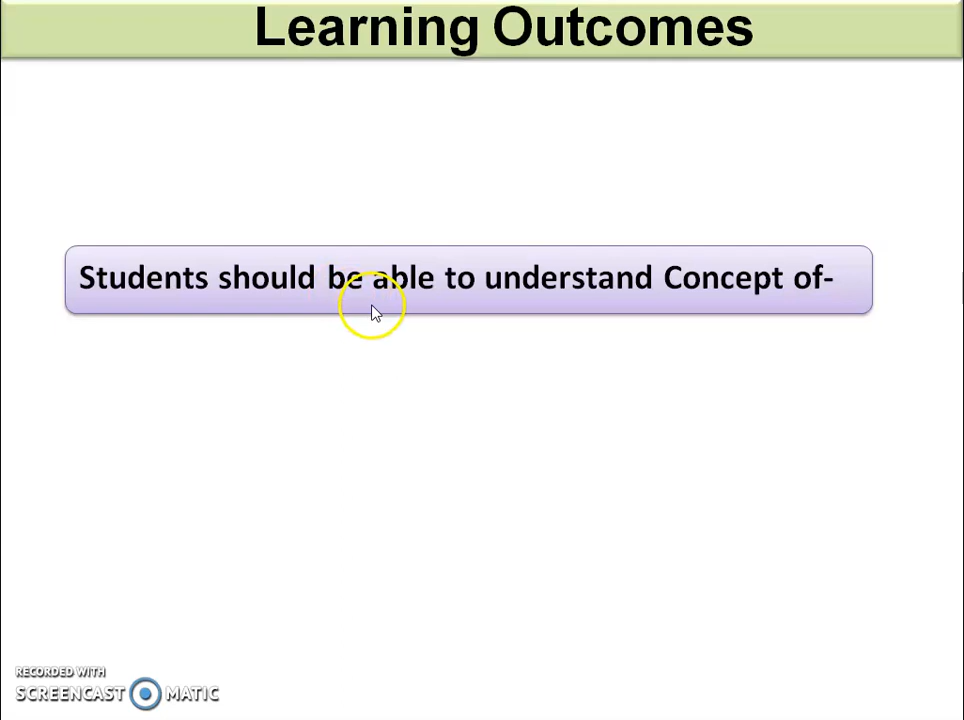 Learning Outcomes
Students should be able to understand Concept of-
RECORDED WITH
SCREENCAST MATIC